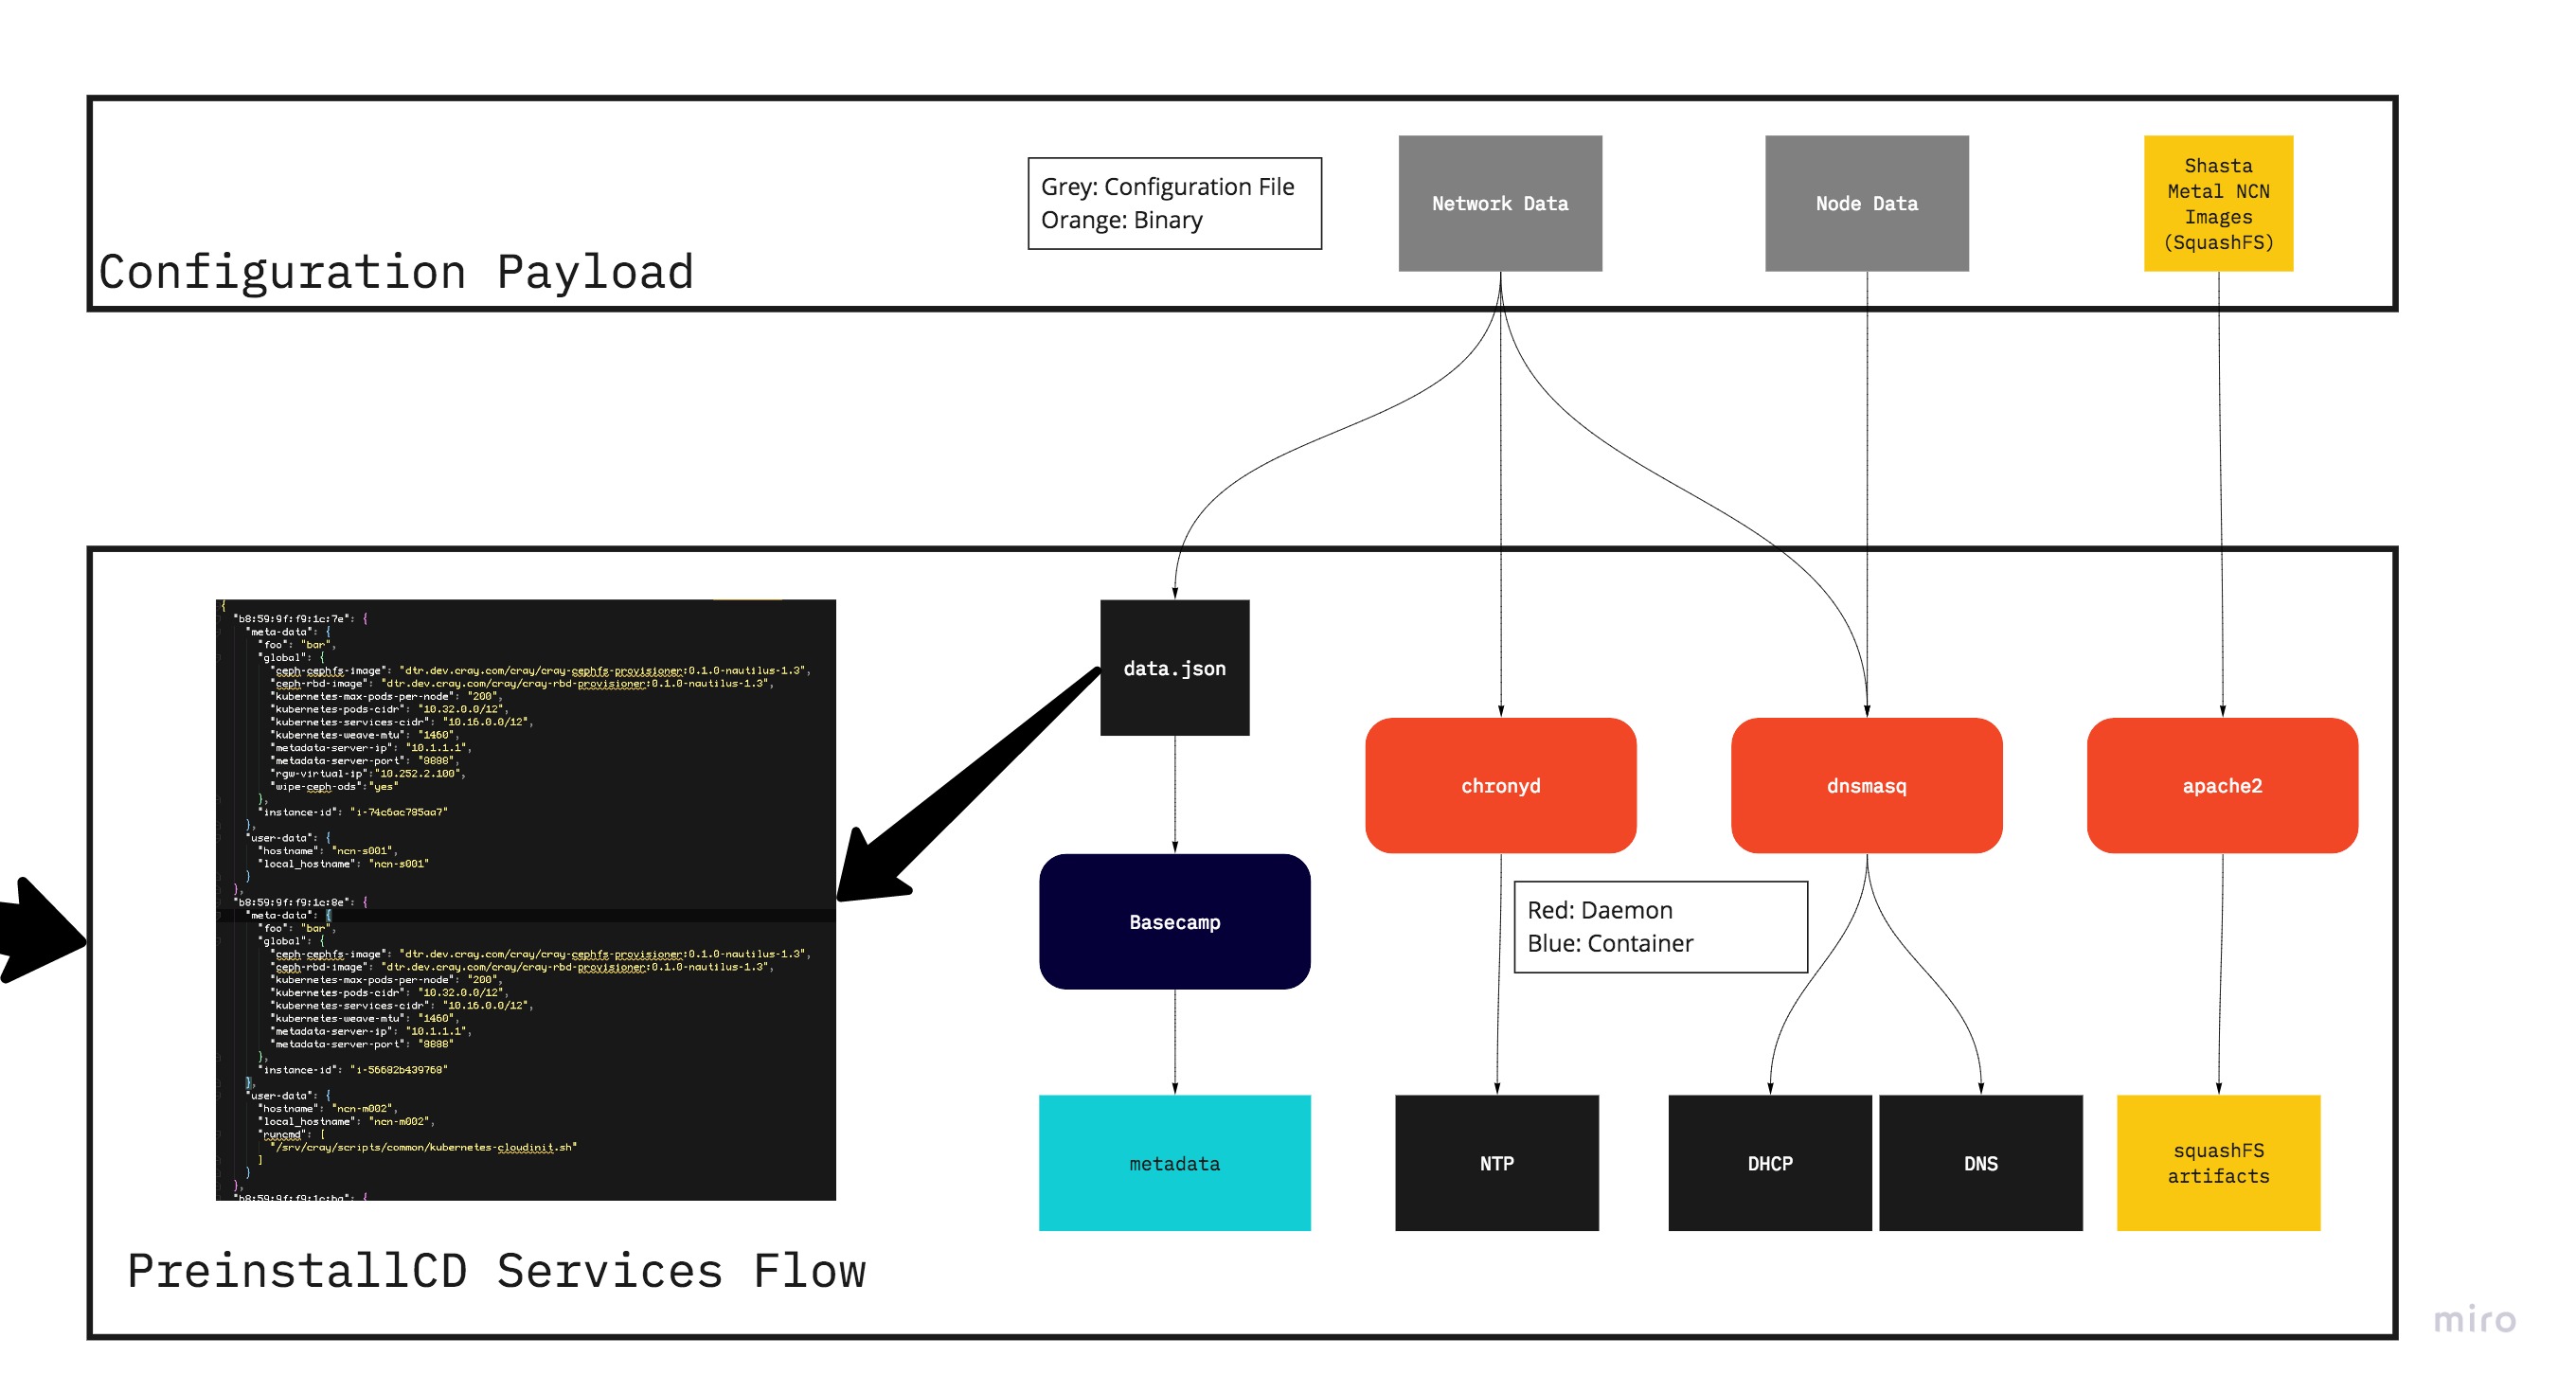 Grey: Configuration File
Orange: Binary
Network Data
Node Data
Shasta
Metal NCN
Images
(SquashFS)
Configuration Payload
{
"b8:59:9f:f9:1c:7e": {
"meta-data": {
"foo": "bar",
"global": {
"ceph-cephfs-image": "dtr.dev.cray.com/cray/cray-cephfs-provisioner:0.1.0-nautilus-1.3",
"ceph-rbd-image": "dtr.dev.cray.com/cray/cray-rbd-provisioner:0.1.0-nautilus-1.3",
"kubernetes-max-pods-per-node": "200",
"kubernetes-pods-cidr": "10.32.0.0/12",
"kubernetes-services-cidr": "10.16.0.0/12",
"kubernetes-weave-mtu": "1460",
"metadata-server-ip": "10.1.1.1",
"metadata-server-port": "8888",
"rgw-virtual-ip":"10.252.2.100",
"wipe-ceph-ods":"yes"
},
"instance-id": "i-74c6ac785aa7"
},
"user-data": {
"hostname": "ncn-s001",
"local_hostname": "ncn-s001"
}
},
"b8:59:9f:f9:1c:8e": {
"meta-data": {
"foo": "bar",
"global": {
"ceph-cephfs-image": "dtr.dev.cray.com/cray/cray-cephfs-provisioner:0.1.0-nautilus-1.3",
"ceph-rbd-image": "dtr.dev.cray.com/cray/cray-rbd-provisioner:0.1.0-nautilus-1.3",
"kubernetes-max-pods-per-node": "200",
"kubernetes-pods-cidr": "10.32.0.0/12",
"kubernetes-services-cidr": "10.16.0.0/12",
"kubernetes-weave-mtu": "1460",
"metadata-server-ip": "10.1.1.1",
"metadata-server-port": "8888"
},
"instance-id": "i-56682b439768"
},
"user-data": {
"hostname": "ncn-m002",
"local_hostname": "ncn-m002",
"runcmd": [
"/srv/cray/scripts/common/kubernetes-cloudinit.sh"
]
}
},
"b8:59:9f:f9:1c:ba": {
data.json
chronyd
dnsmasq
apache2
Basecamp
Red: Daemon
Blue: Container
metadata
NTP
DHCP
DNS
squashFS
artifacts
PreinstallCD Services Flow
miro